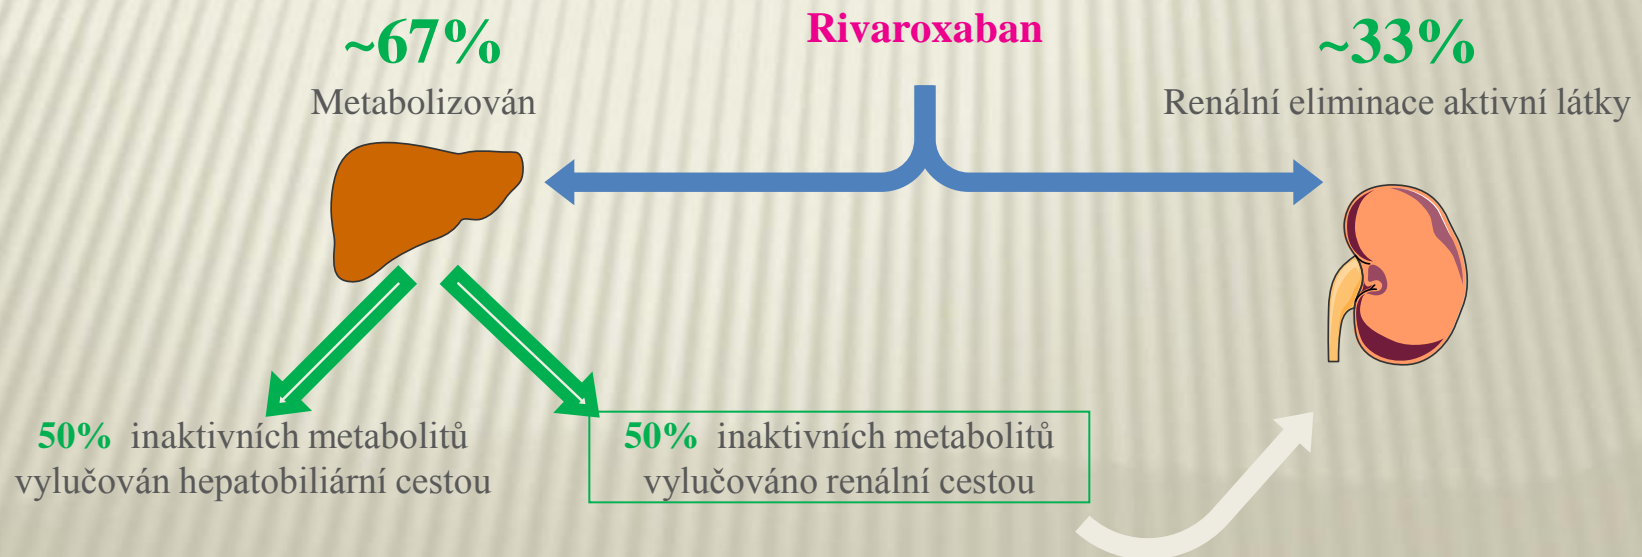 Rivaroxaban
~67%
Metabolizován
~33%
Renální eliminace aktivní látky
50% inaktivních metabolitů
vylučován hepatobiliární cestou
50% inaktivních metabolitů
vylučováno renální cestou